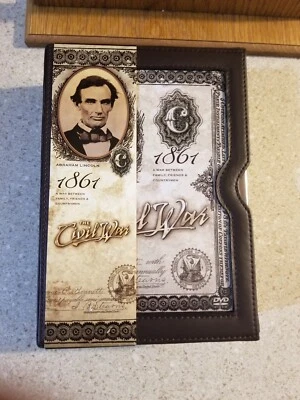 ABRAHAM LINCOLN
C
1861
A WAR BETWEEN
FAMILY, FRIENDS &
COUNTRYMEN
THE
Civil War
C
1861
A WAR BETWEEN
FAMILY, FRIENDS &
COUNTRYMEN
l War
with
DVD